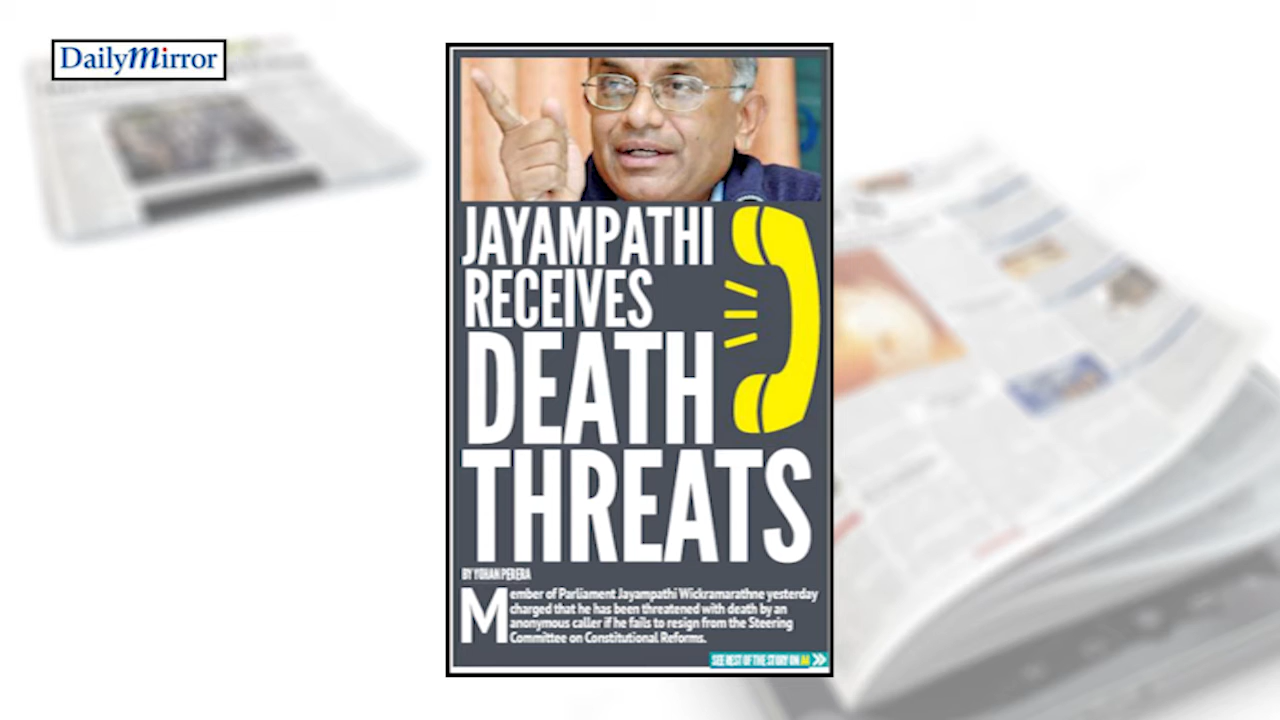 DailyMirror
JAYAMPATHI
RECEIVES
DEATH
THREATS
BY YOHAN PERERA
Member of Parliament Jayampathi Wickramarathne yesterday
charged that he has been threatened with death by an
anonymous caller if he fails to resign from the Steering
Committee on Constitutional Reforms.
SEE REST OF THE STORY ON